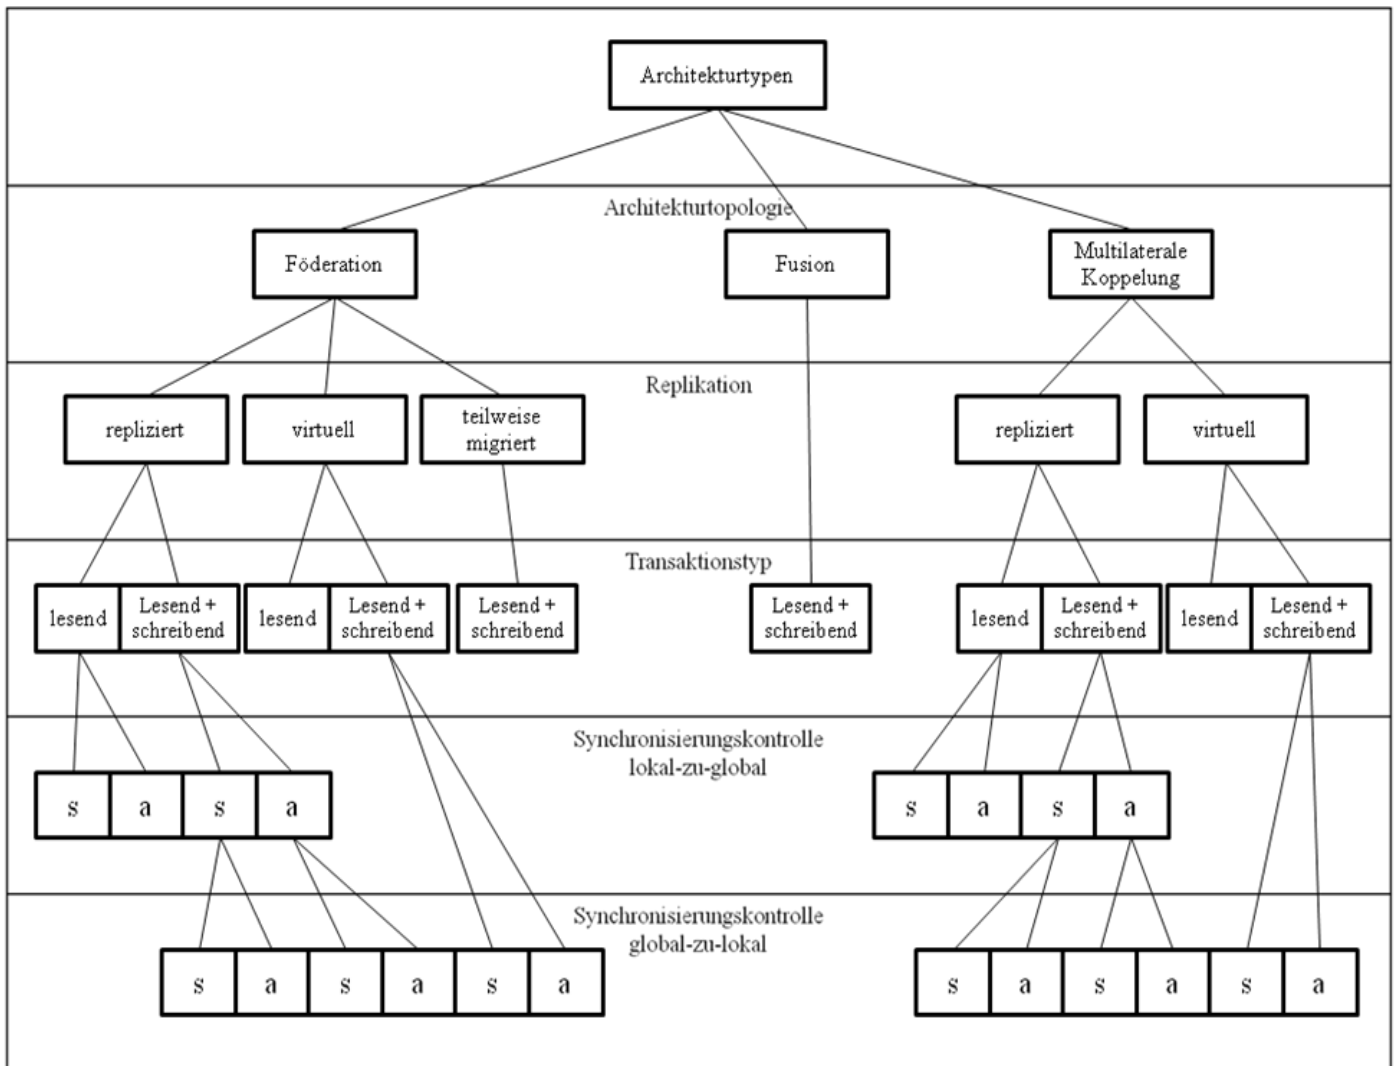 Architekturtypen
Architekturtopologie
Föderation
Fusion
Multilaterale
Koppelung
Replikation
repliziert
virtuell
teilweise
migriert
repliziert
virtuell
Transaktionstyp
lesend
Lesend +
schreibend
lesend
Lesend +
schreibend
Lesend +
schreibend
Lesend +
schreibend
lesend
Lesend +
schreibend
lesend
Lesend +
schreibend
Synchronisierungskontrolle
lokal-zu-global
s
a
s
a
s
a
s
a
Synchronisierungskontrolle
global-zu-lokal
s
a
s
a
s
a
s
a
s
a
s
a